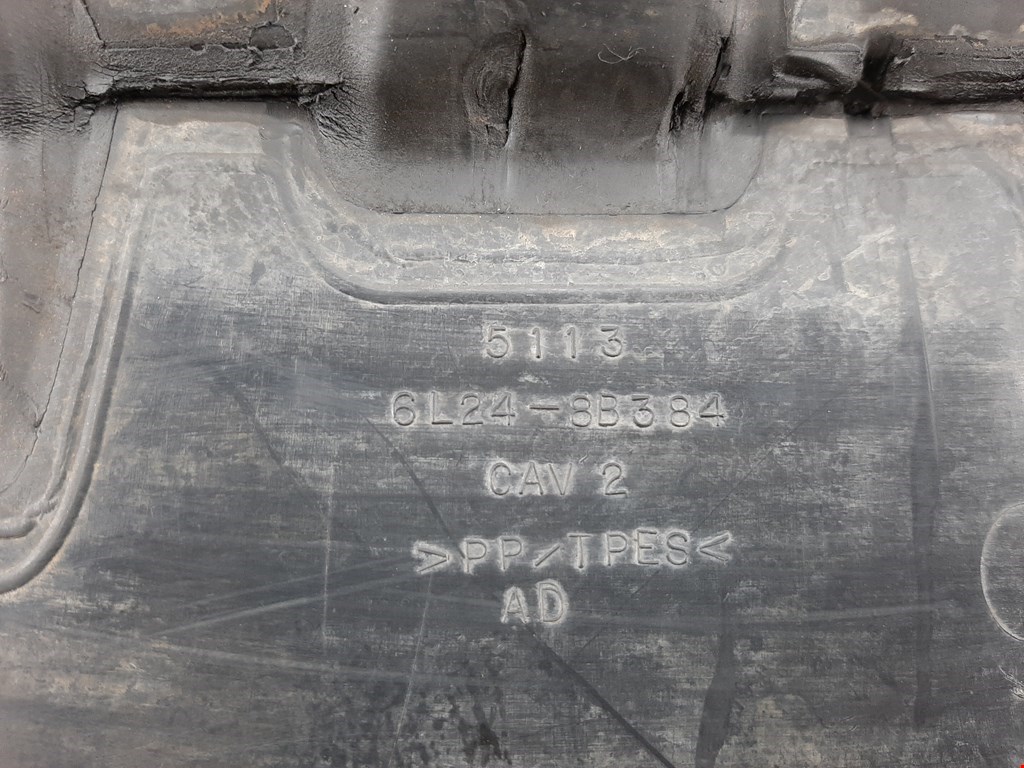 5113
6L24-8B384
CAV 2
>PP/TPES<
AD